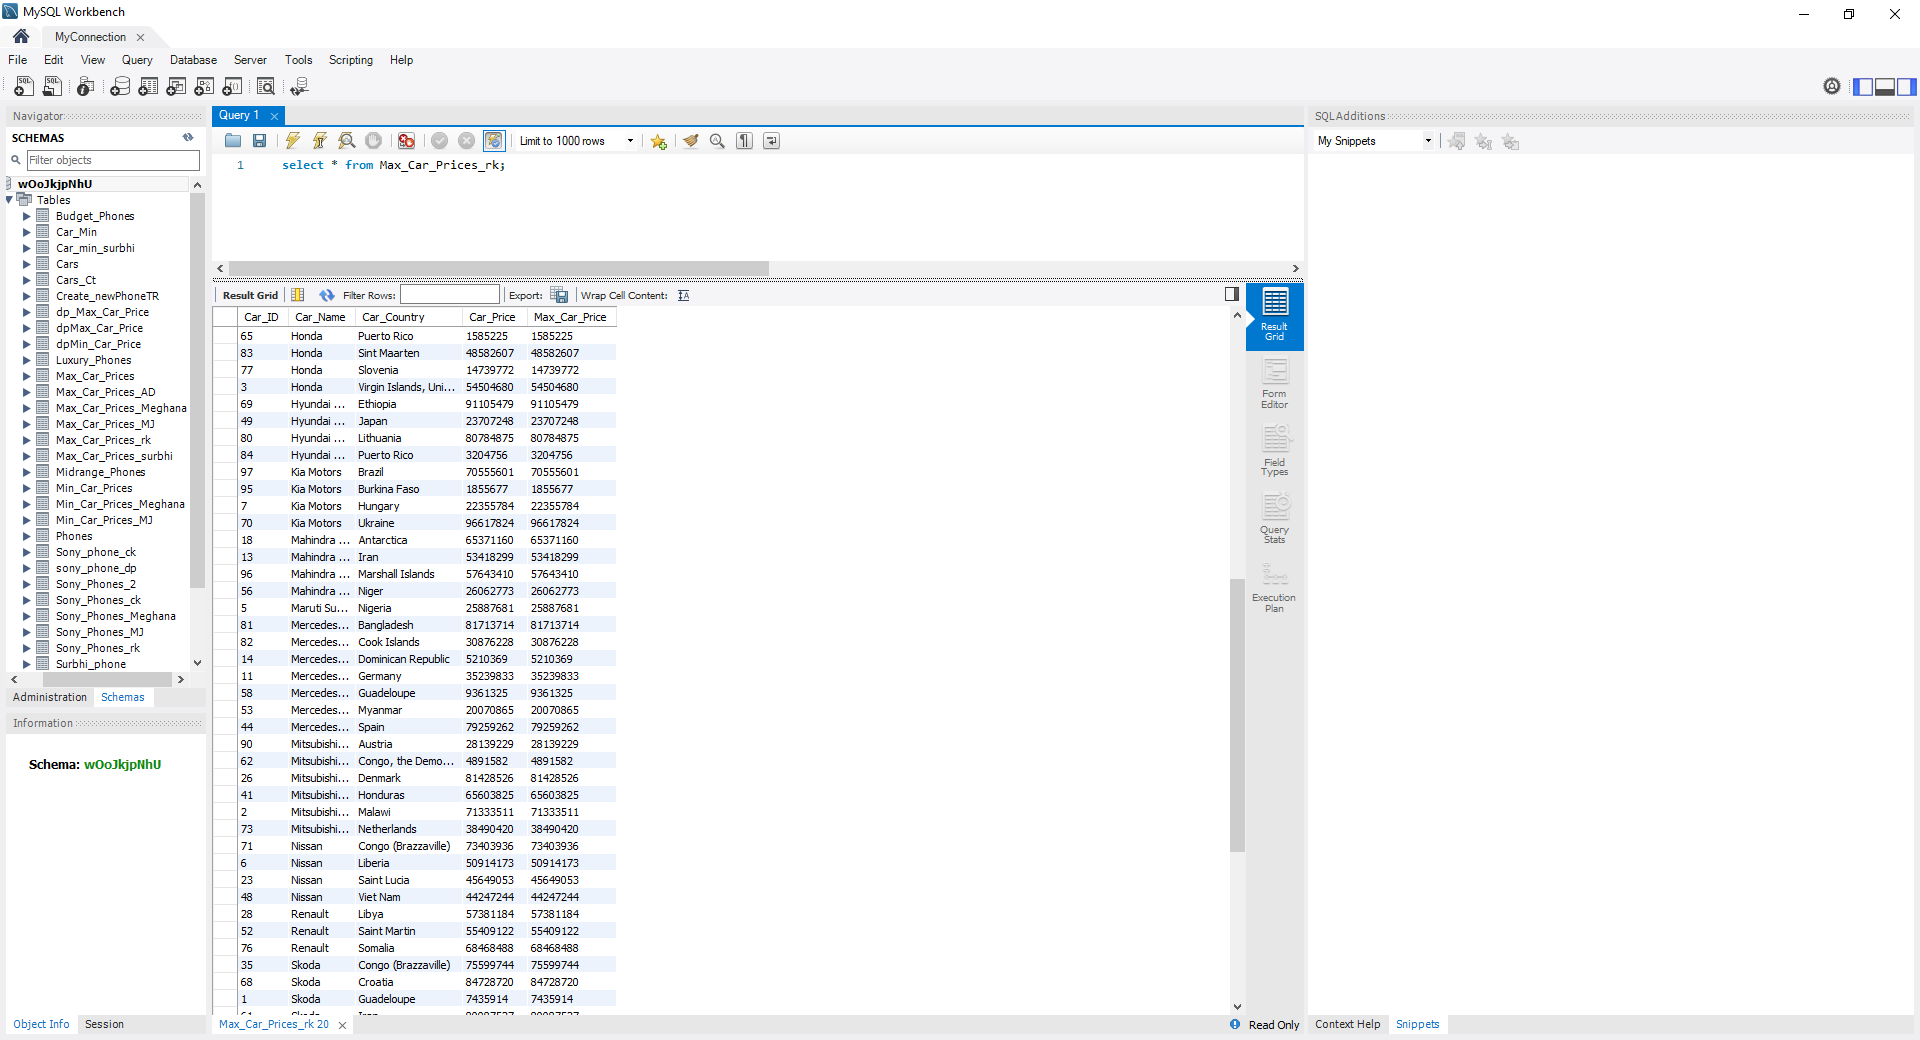 MySQL Workbench
MyConnection
File Edit View Query Database Server Tools Scripting Help
Navigator
SCHEMAS
Filter objects
wOoJkjpNhU
Tables
Budget_Phones
Car_Min
Car_min_surbhi
Cars
Cars_Ct
Create_newPhoneTR
dp_Max_Car_Price
dpMax_Car_Price
dpMin_Car_Price
Luxury_Phones
Max_Car_Prices
Max_Car_Prices_AD
Max_Car_Prices_Meghana
Max_Car_Prices_MJ
Max_Car_Prices_rk
Max_Car_Prices_surbhi
Midrange_Phones
Min_Car_Prices
Min_Car_Prices_Meghana
Min_Car_Prices_MJ
Phones
Sony_phone_ck
sony_phone_dp
Sony_Phones_2
Sony_Phones_ck
Sony_Phones_Meghana
Sony_Phones_MJ
Sony_Phones_rk
Surbhi_phone
Administration Schemas
Information
Schema: wOoJkjpNhU
Object Info Session
Query 1
Limit to 1000 rows
1 select * from Max_Car_Prices_rk;
Result Grid Filter Rows: Export: Wrap Cell Content:
Car_ID Car_Name Car_Country Car_Price Max_Car_Price
65 Honda Puerto Rico 1585225 1585225
83 Honda Sint Maarten 48582607 48582607
77 Honda Slovenia 14739772 14739772
3 Honda Virgin Islands, Uni... 54504680 54504680
69 Hyundai ... Ethiopia 91105479 91105479
49 Hyundai ... Japan 23707248 23707248
80 Hyundai ... Lithuania 80784875 80784875
84 Hyundai ... Puerto Rico 3204756 3204756
97 Kia Motors Brazil 70555601 70555601
95 Kia Motors Burkina Faso 1855677 1855677
7 Kia Motors Hungary 22355784 22355784
70 Kia Motors Ukraine 96617824 96617824
18 Mahindra ... Antarctica 65371160 65371160
13 Mahindra ... Iran 53418299 53418299
96 Mahindra ... Marshall Islands 57643410 57643410
56 Mahindra ... Niger 26062773 26062773
5 Maruti Su... Nigeria 25887681 25887681
81 Mercedes... Bangladesh 81713714 81713714
82 Mercedes... Cook Islands 30876228 30876228
14 Mercedes... Dominican Republic 5210369 5210369
11 Mercedes... Germany 35239833 35239833
58 Mercedes... Guadeloupe 9361325 9361325
53 Mercedes... Myanmar 20070865 20070865
44 Mercedes... Spain 79259262 79259262
90 Mitsubishi... Austria 28139229 28139229
62 Mitsubishi... Congo, the Demo... 4891582 4891582
26 Mitsubishi... Denmark 81428526 81428526
41 Mitsubishi... Honduras 65603825 65603825
2 Mitsubishi... Malawi 71333511 71333511
73 Mitsubishi... Netherlands 38490420 38490420
71 Nissan Congo (Brazzaville) 73403936 73403936
6 Nissan Liberia 50914173 50914173
23 Nissan Saint Lucia 45649053 45649053
48 Nissan Viet Nam 44247244 44247244
28 Renault Libya 57381184 57381184
52 Renault Saint Martin 55409122 55409122
76 Renault Somalia 68468488 68468488
35 Skoda Congo (Brazzaville) 75599744 75599744
68 Skoda Croatia 84728720 84728720
1 Skoda Guadeloupe 7435914 7435914
Max_Car_Prices_rk 20
Read Only
Result
Grid
Form
Editor
Field
Types
Query
Stats
Execution
Plan
SQLAdditions
My Snippets
Context Help Snippets